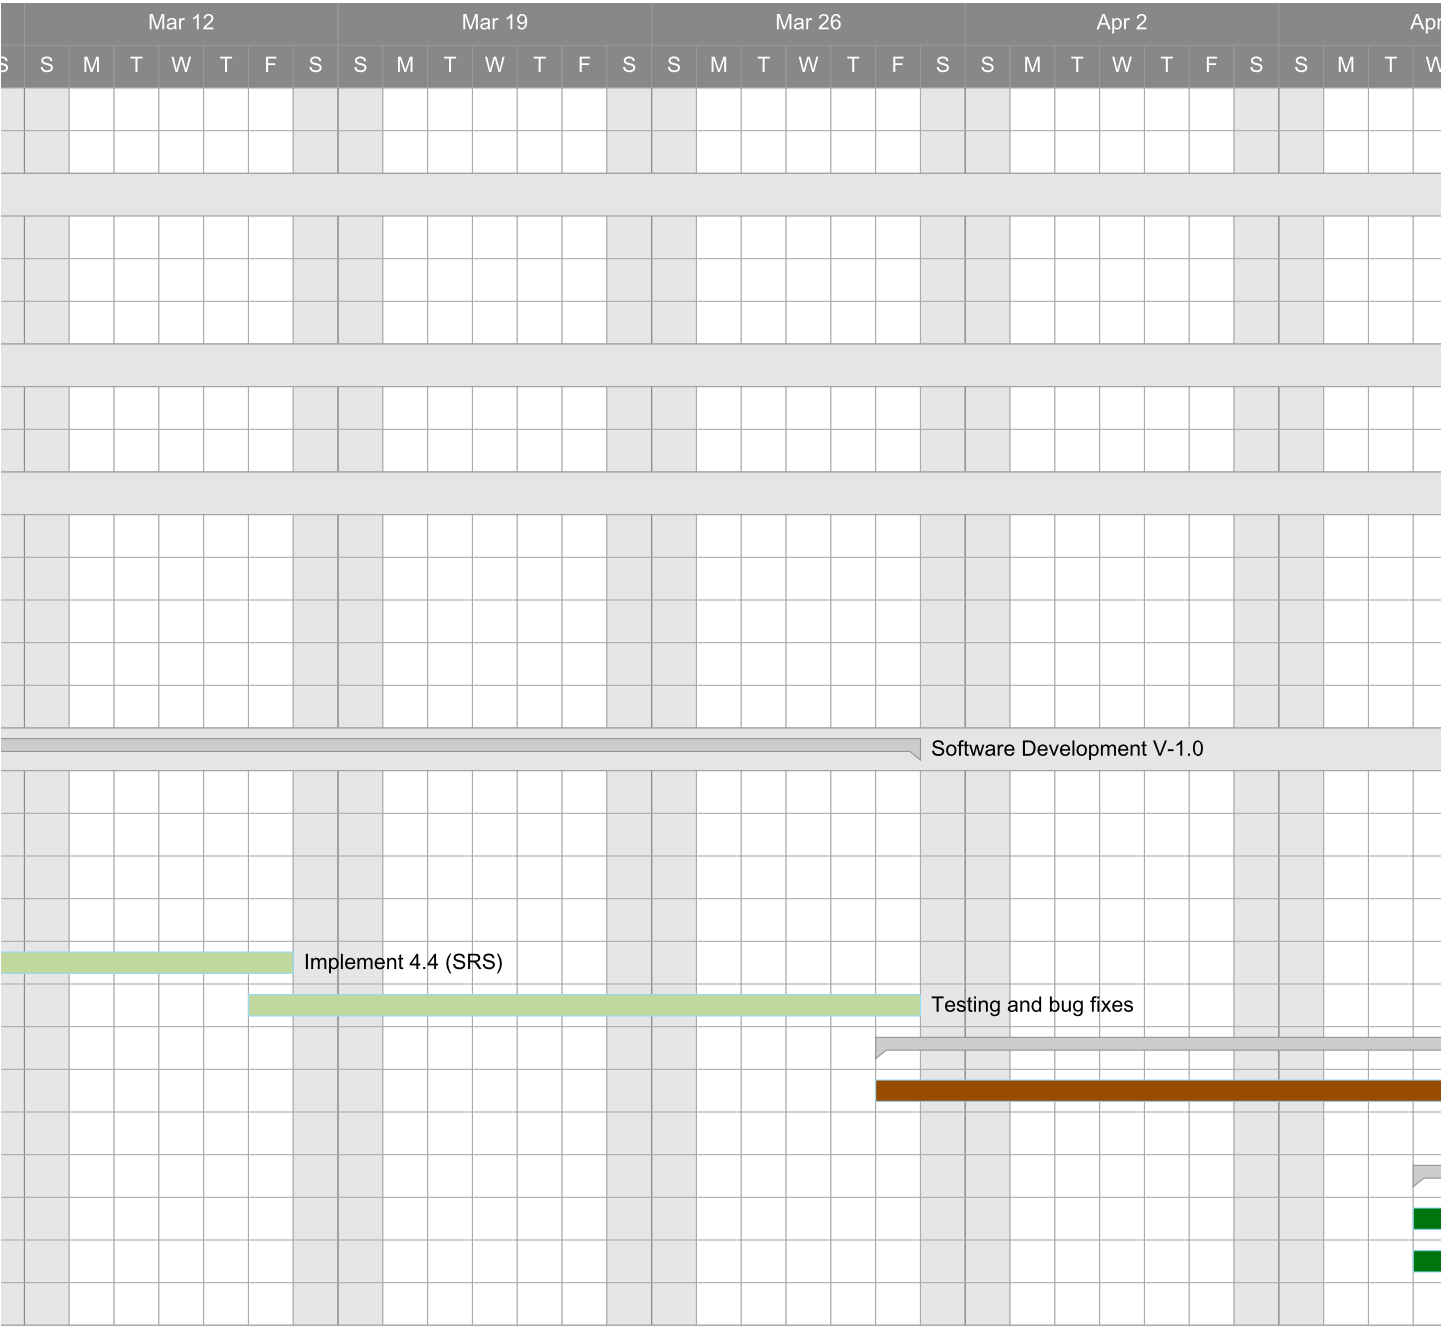 Mar 12 Mar 19 Mar 26 Apr 2 Apr
S S M T W T F S S M T W T F S S M T W T F S S M T W T F S S M T W
Software Development V-1.0
Implement 4.4 (SRS)
Testing and bug fixes